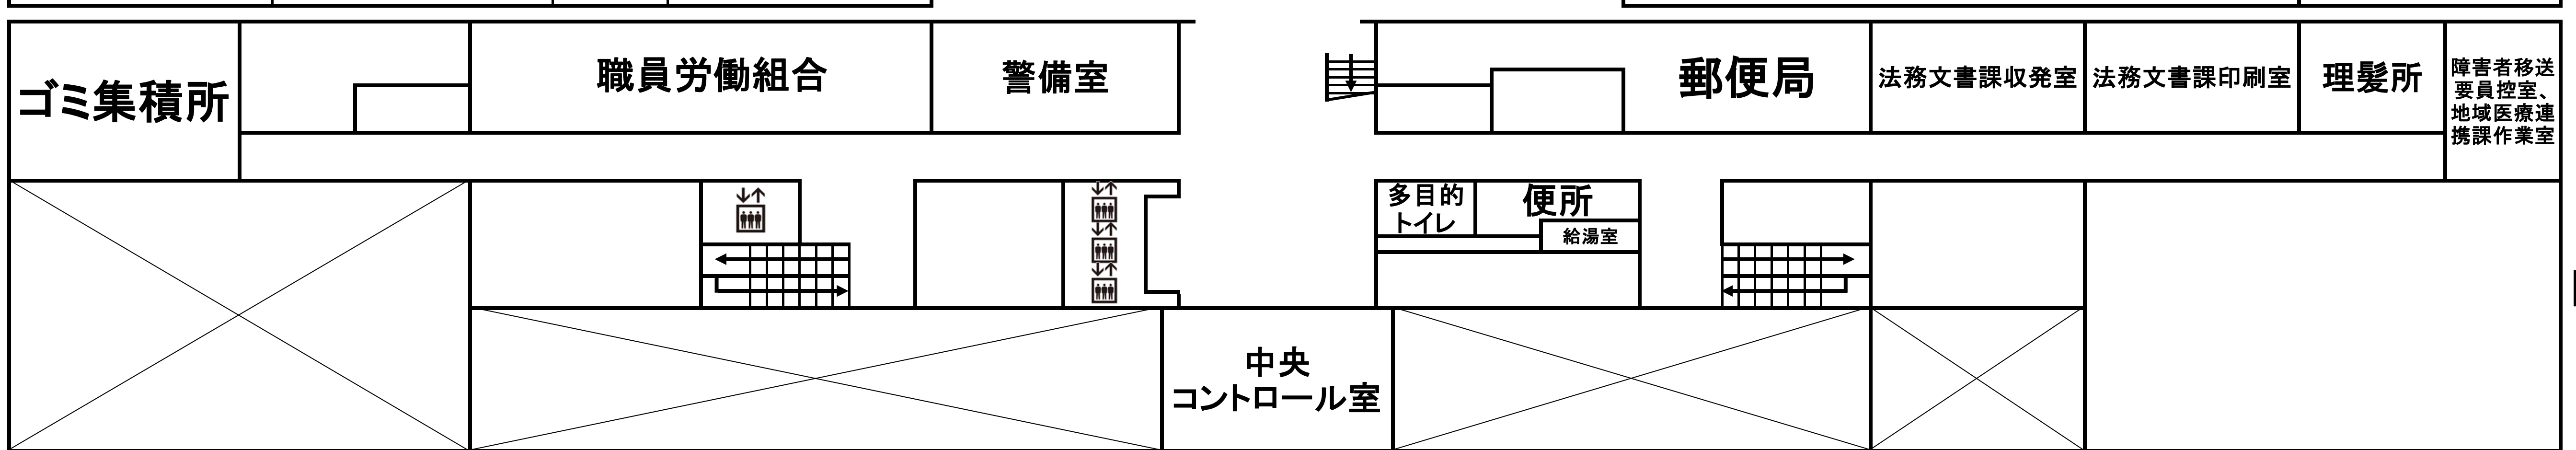 ゴミ集積所
職員労働組合
警備室
郵便局
法務文書課収発室
法務文書課印刷室
理髪所
障害者移送
要員控室、
地域医療連
携課作業室
多目的
トイレ
便所
給湯室
中央
コントロール室